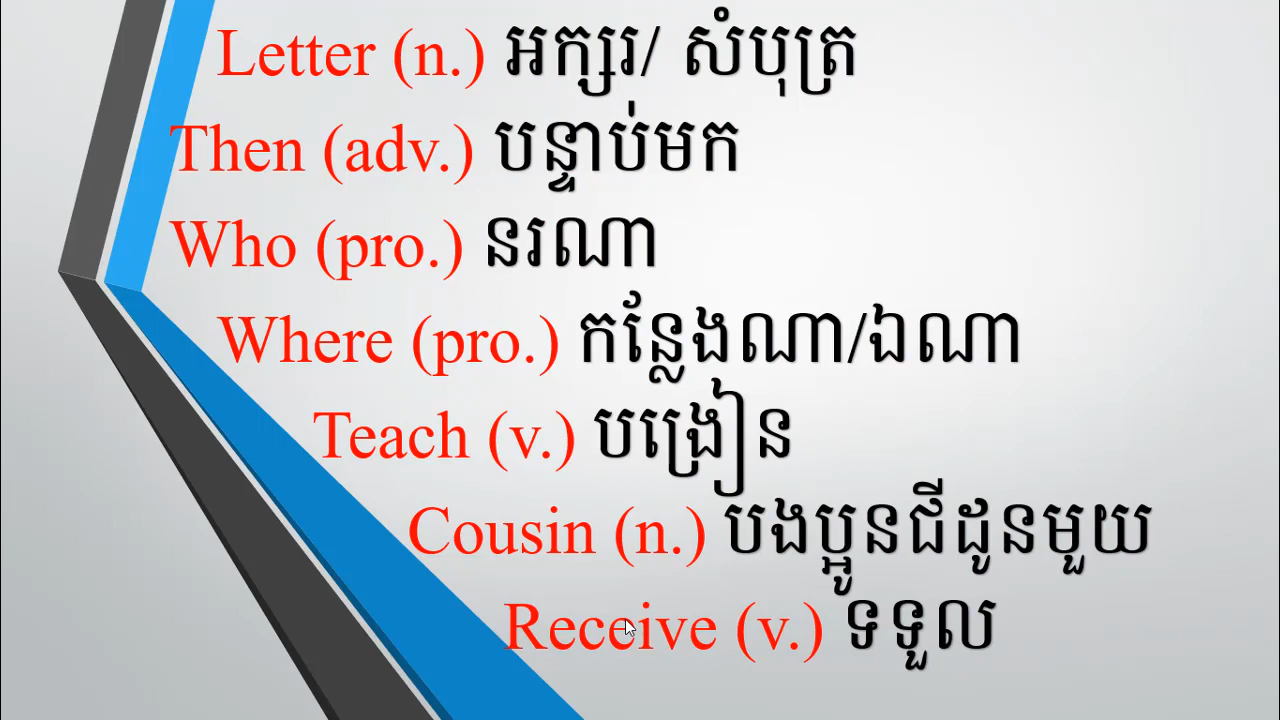 Letter (n.) អក្សរ/ សំបុត្រ
Then (adv.) បន្ទាប់មក
Who (pro.) នរណា
Where (pro.) កន្លែងណា/ឯណា
Teach (v.) បង្រៀន
Cousin (n.) បងប្អូនជីដូនមួយ
Receive (v.) ទទួល